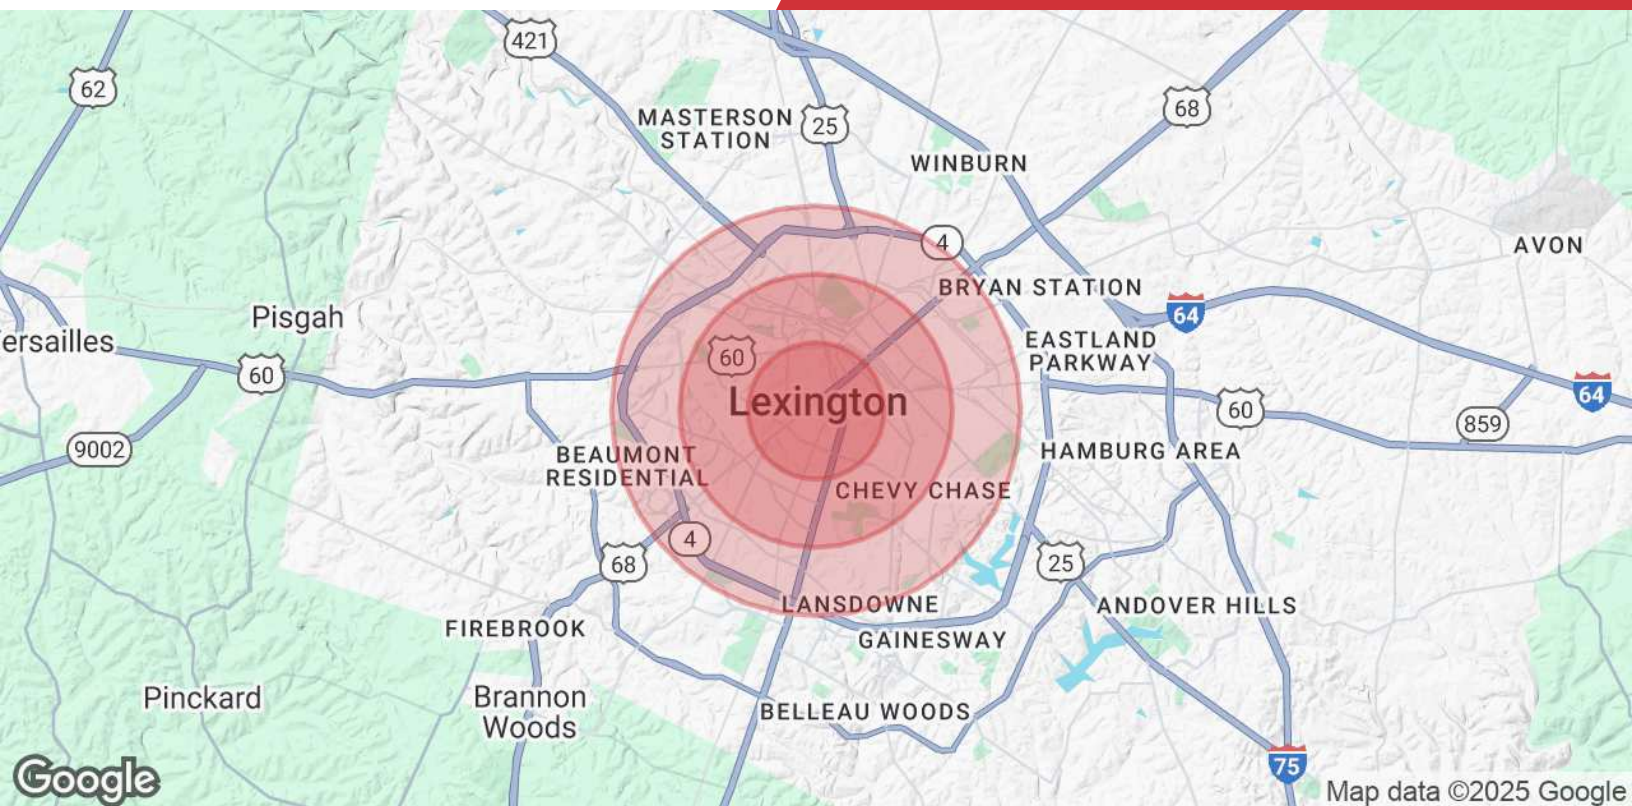 421
62
MASTERSON
STATION
25
68
WINBURN
4
AVON
BRYAN STATION
Pisgah
64
ersailles
EASTLAND
PARKWAY
60
60
64
Lexington
60
859
9002
BEAUMONT
RESIDENTIAL
HAMBURG AREA
CHEVY CHASE
4
68
25
LANSDOWNE
ANDOVER HILLS
FIREBROOK
GAINESWAY
Pinckard
Brannon
Woods
BELLEAU WOODS
75
Google
Map data ©2025 Google